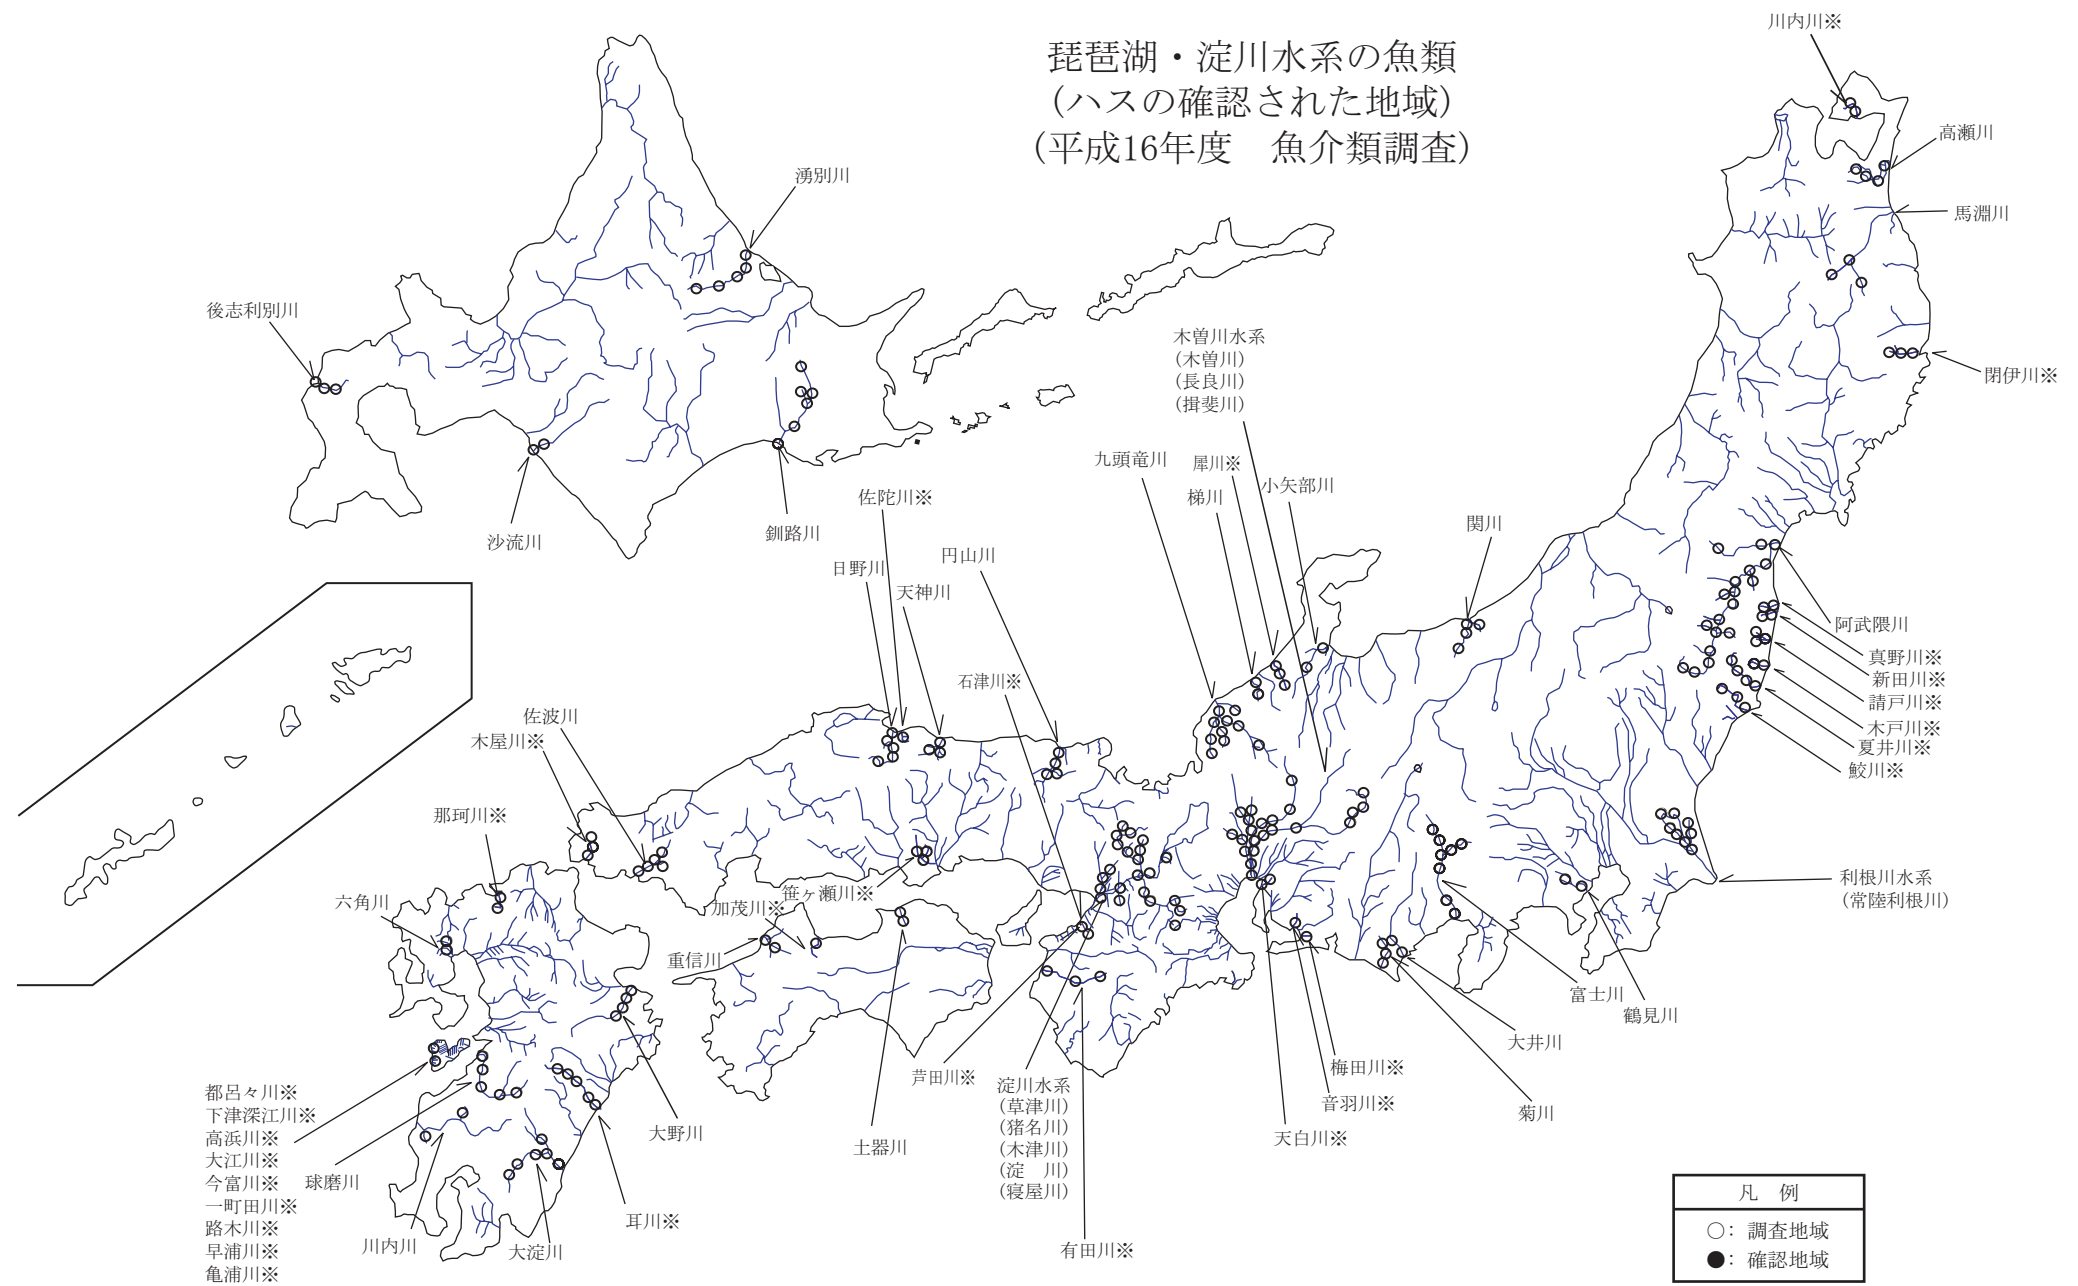 琵琶湖・淀川水系の魚類
(ハスの確認された地域)
(平成16年度　魚介類調査)
川内川※
高瀬川
馬淵川
閉伊川※
湧別川
後志利別川
沙流川
釧路川
木曽川水系
(木曽川)
(長良川)
(揖斐川)
九頭竜川
犀川※
梯川
小矢部川
関川
佐陀川※
日野川
天神川
円山川
石津川※
佐波川
木屋川※
那珂川※
六角川
笹ヶ瀬川※
加茂川※
重信川
阿武隈川
真野川※
新田川※
請戸川※
木戸川※
夏井川※
鮫川※
利根川水系
(常陸利根川)
富士川
鶴見川
大井川
菊川
梅田川※
音羽川※
天白川※
芦田川※
淀川水系
(草津川)
(猪名川)
(木津川)
(淀　川)
(寝屋川)
有田川※
土器川
大野川
耳川※
大淀川
川内川
球磨川
都呂々川※
下津深江川※
高浜川※
大江川※
今富川※
一町田川※
路木川※
早浦川※
亀浦川※
凡　例
○：調査地域
●：確認地域